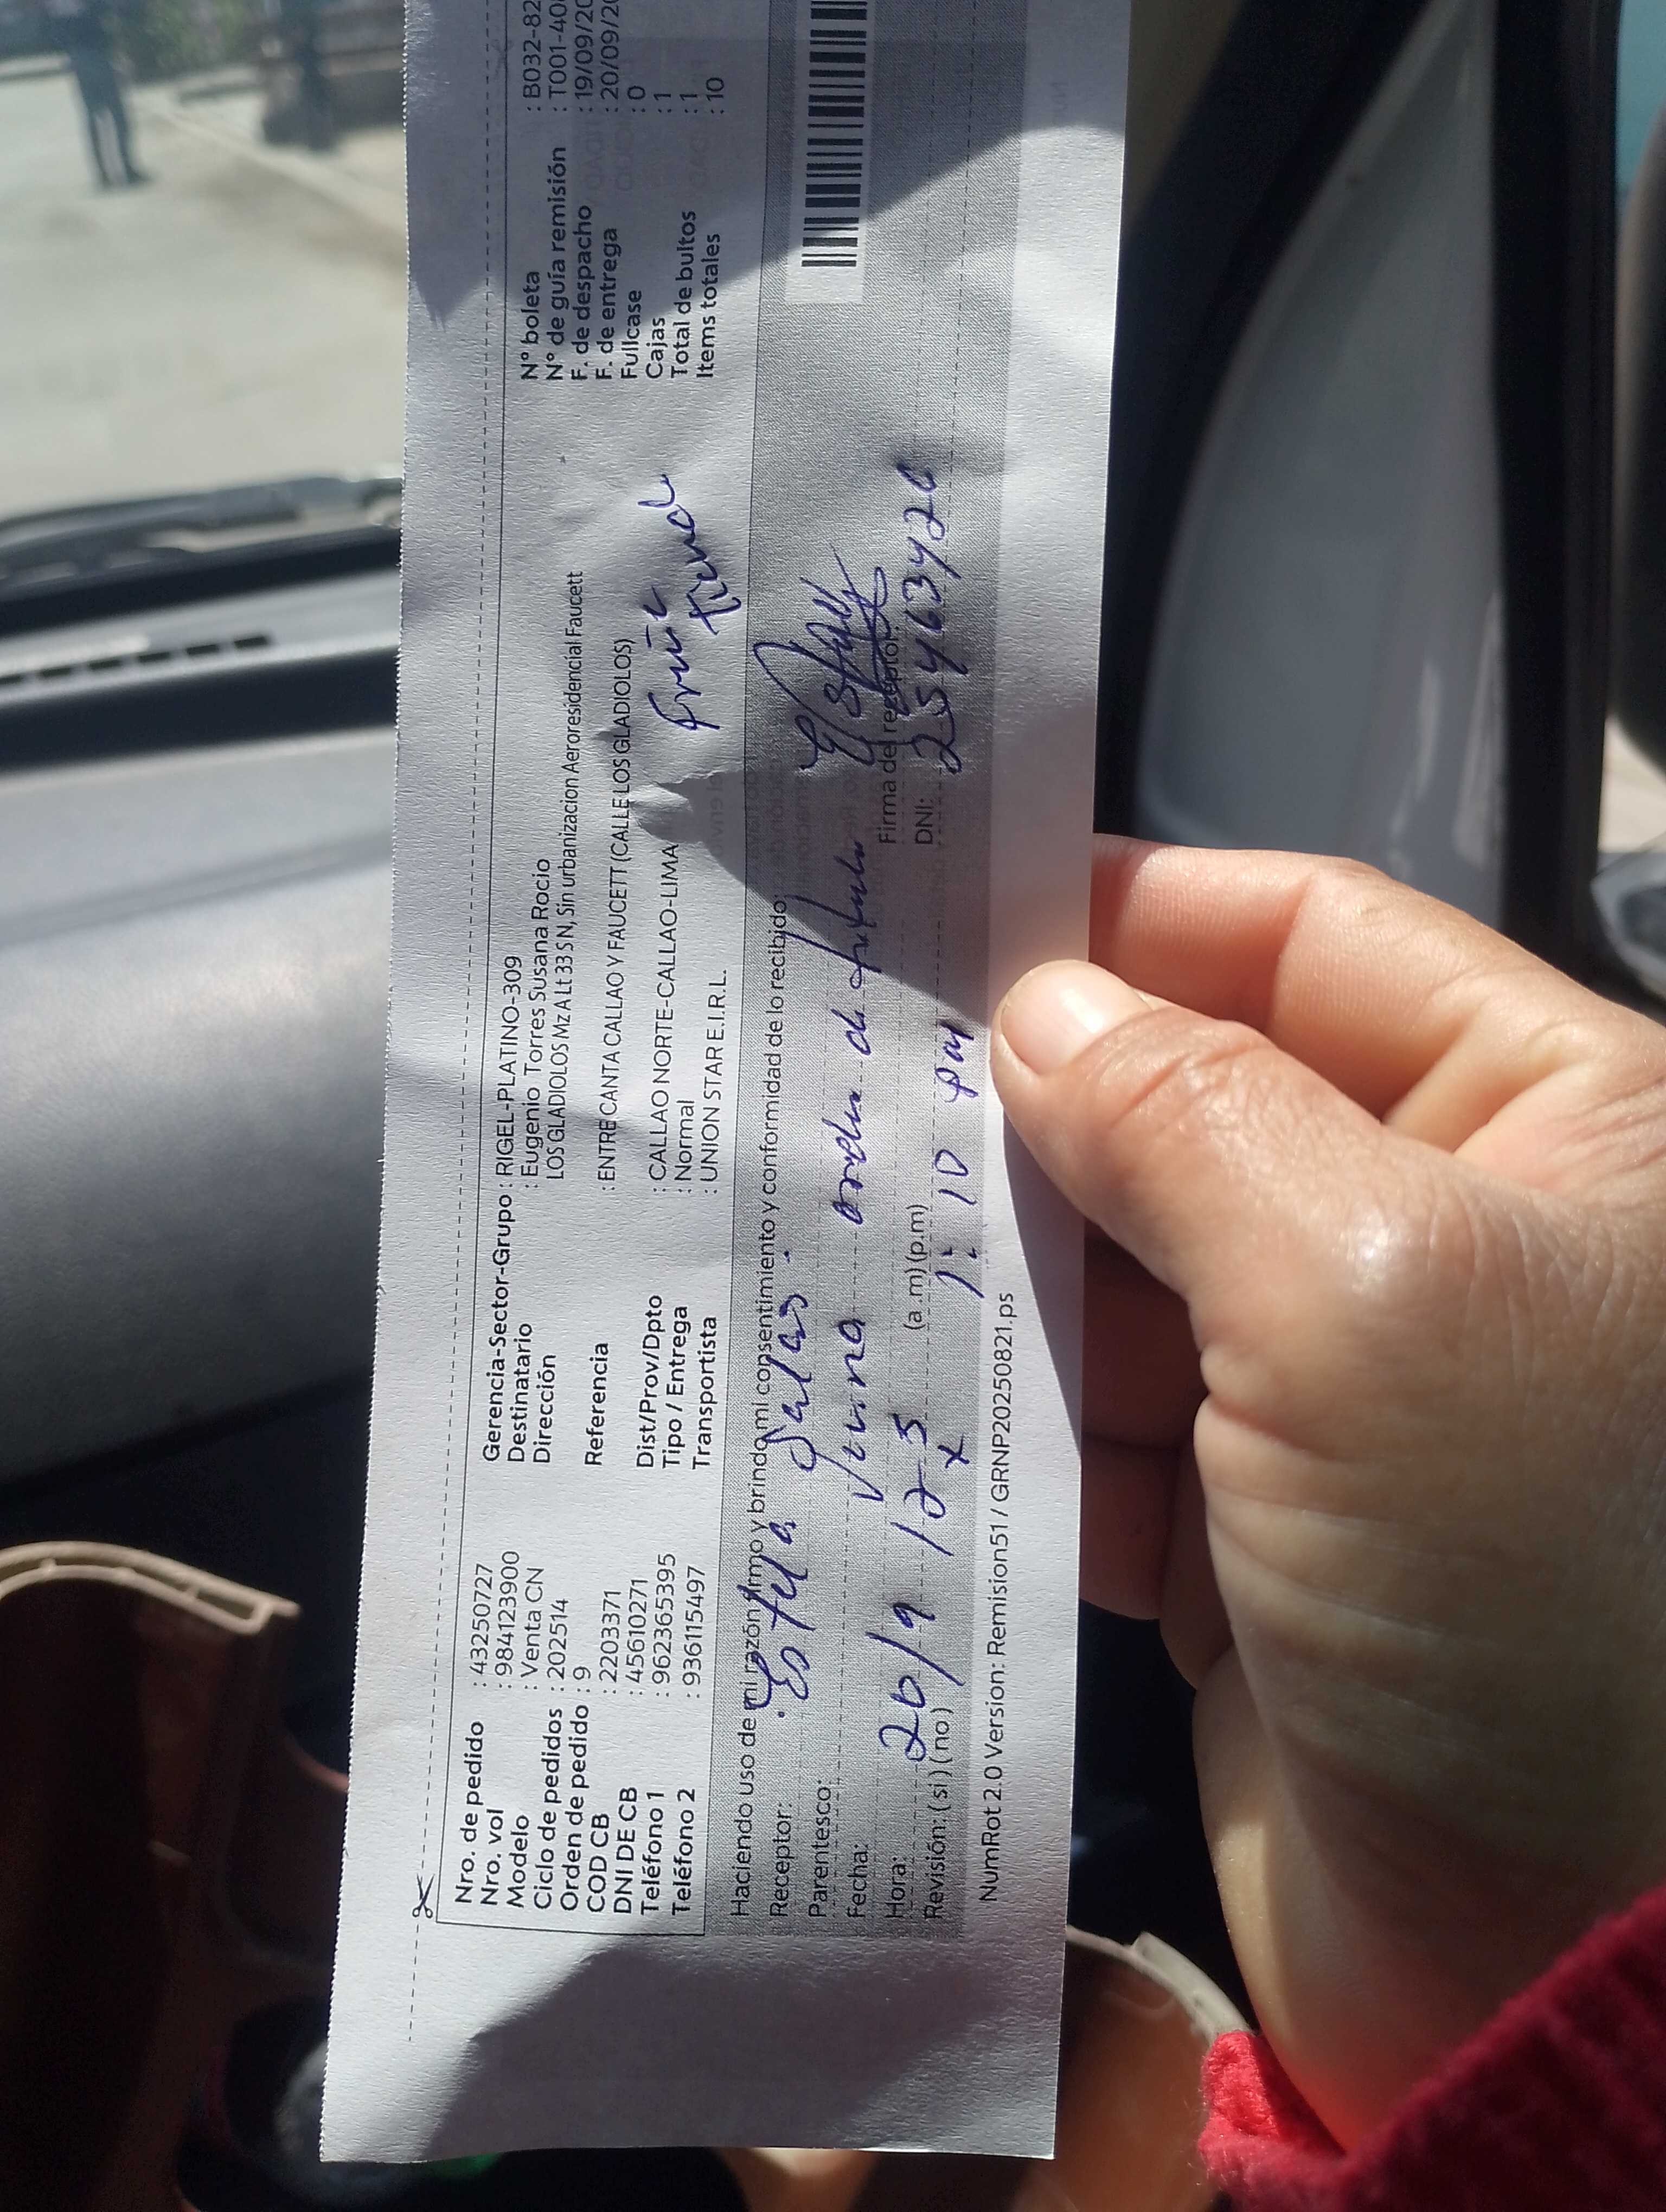 Nro. de pedido : 43250727
Nro. vol : 984123900
Modelo : Venta CN
Ciclo de pedidos : 202514
Orden de pedido : 9
COD CB : 2203371
DNI DE CB : 45610271
Teléfono 1 : 962365395
Teléfono 2 : 936115497
Gerencia-Sector-Grupo : RIGEL-PLATINO-309
Destinatario : Eugenio Torres Susana Rocio
Dirección LOS GLADIOLOS Mz A Lt 33 S N, Sin urbanizacion Aeroresidencial Faucett
Referencia : ENTRE CANTA CALLAO Y FAUCETT (CALLE LOS GLADIOLOS)
Dist/Prov/Dpto : CALLAO NORTE-CALLAO-LIMA
Tipo / Entrega : Normal
Transportista : UNION STAR E.I.R.L.
N° boleta : B032-82
N° de guía remisión : T001-40
F. de despacho : 19/09/20
F. de entrega : 20/09/20
Fullcase : 0
Cajas : 1
Total de bultos : 1
Items totales : 10
Haciendo uso de mi razón firmo y brindo mi consentimiento y conformidad de lo recibido:
Receptor: Estela Salas.
Parentesco: Vecina
Fecha: 20/9/25
Hora: (a.m)(p.m)
1:10 pm
Revisión: (si) (no) x
Firma del receptor:
DNI: 25463426
NumRot 2.0 Version: Remision51 / GRNP20250821.ps